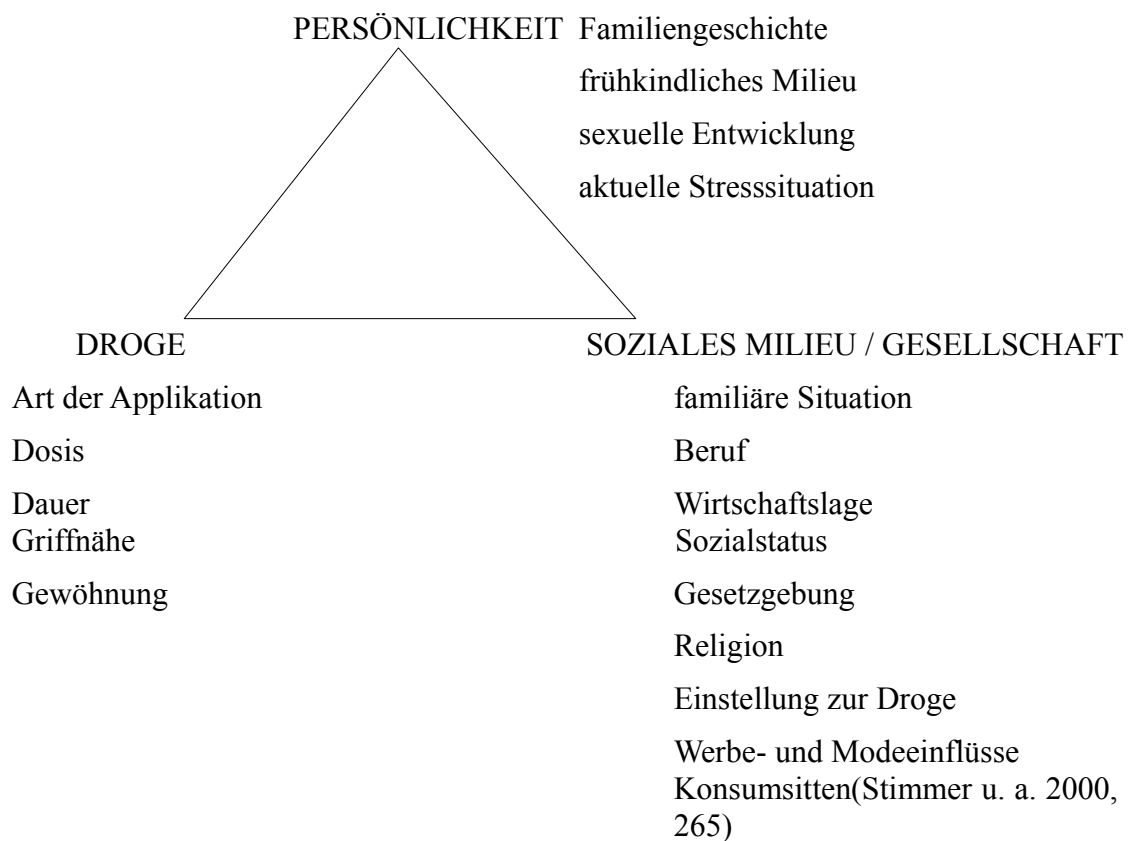 PERSÖNLICHKEIT Familiengeschichte
frühkindliches Milieu
sexuelle Entwicklung
aktuelle Stresssituation
DROGE
Art der Applikation
Dosis
Dauer
Griffnähe
Gewöhnung
SOZIALES MILIEU / GESELLSCHAFT
familiäre Situation
Beruf
Wirtschaftslage
Sozialstatus
Gesetzgebung
Religion
Einstellung zur Droge
Werbe- und Modeeinflüsse
Konsumsitten(Stimmer u. a. 2000,
265)